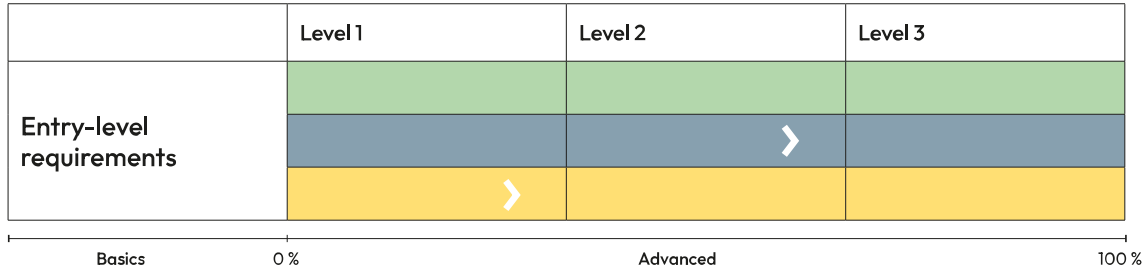 Level 1
Level 2
Level 3
Entry-level
requirements
Basics
0 %
Advanced
100 %